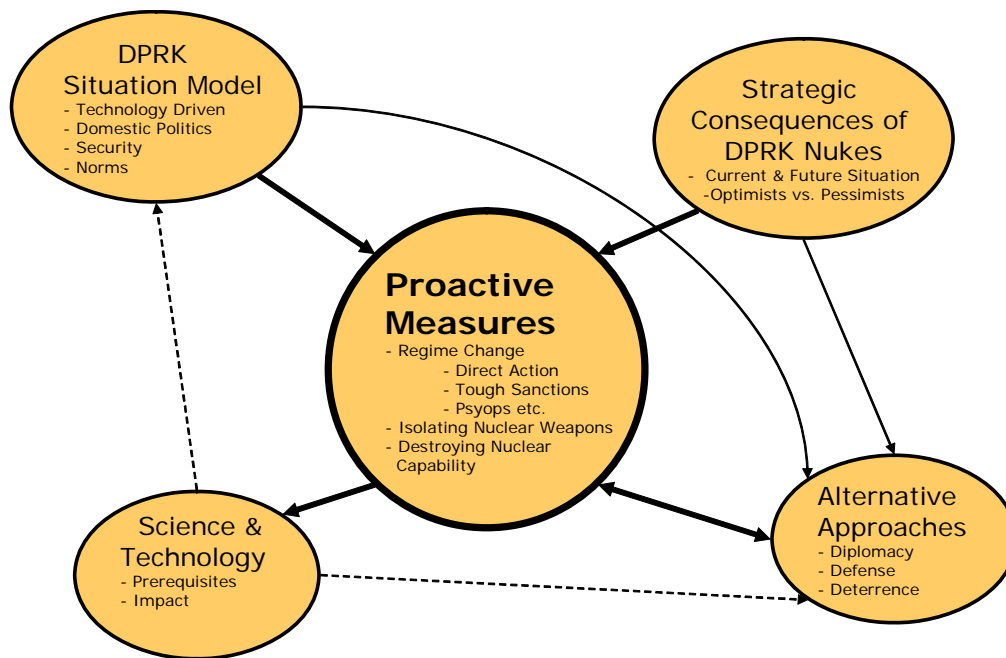 DPRK
Situation Model
- Technology Driven
- Domestic Politics
- Security
- Norms
Strategic
Consequences of
DPRK Nukes
- Current & Future Situation
-Optimists vs. Pessimists
Proactive
Measures
- Regime Change
- Direct Action
- Tough Sanctions
- Psyops etc.
- Isolating Nuclear Weapons
- Destroying Nuclear
Capability
Science &
Technology
- Prerequisites
- Impact
Alternative
Approaches
- Diplomacy
- Defense
- Deterrence